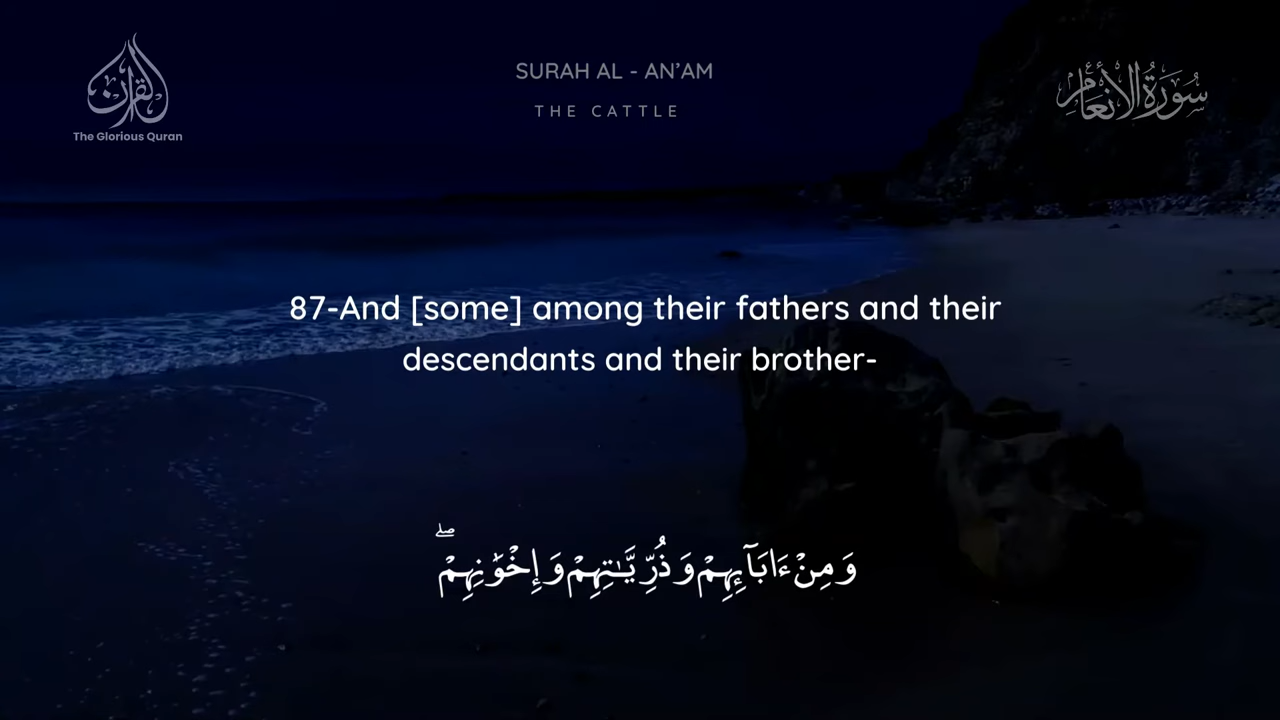 القرآن
The Glorious Quran
SURAH AL - AN’AM
THE CATTLE
سُورَةُ الأَنْعَام
87-And [some] among their fathers and their
descendants and their brother-
وَمِنْ ءَابَآئِهِمْ وَذُرِّيَّـٰتِهِمْ وَإِخْوَٰنِهِمْ ۖ